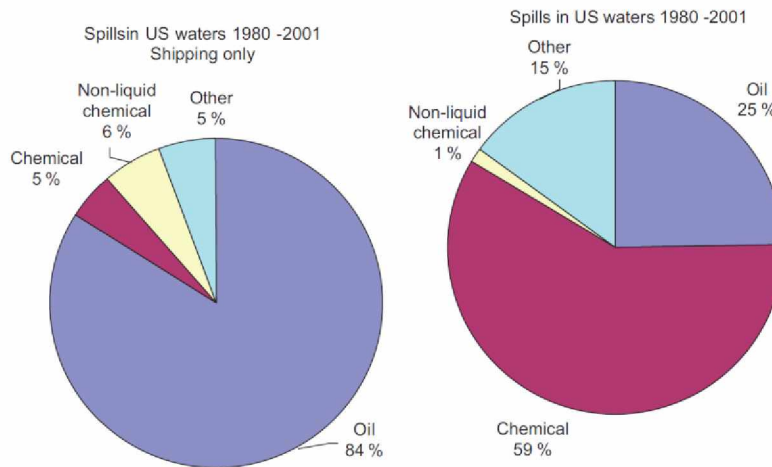 Spillsin US waters 1980 -2001
Shipping only
Non-liquid
chemical
6 %
Other
5 %
Chemical
5 %
Oil
84 %
Spills in US waters 1980 -2001
Other
15 %
Oil
25 %
Non-liquid
chemical
1 %
Chemical
59 %